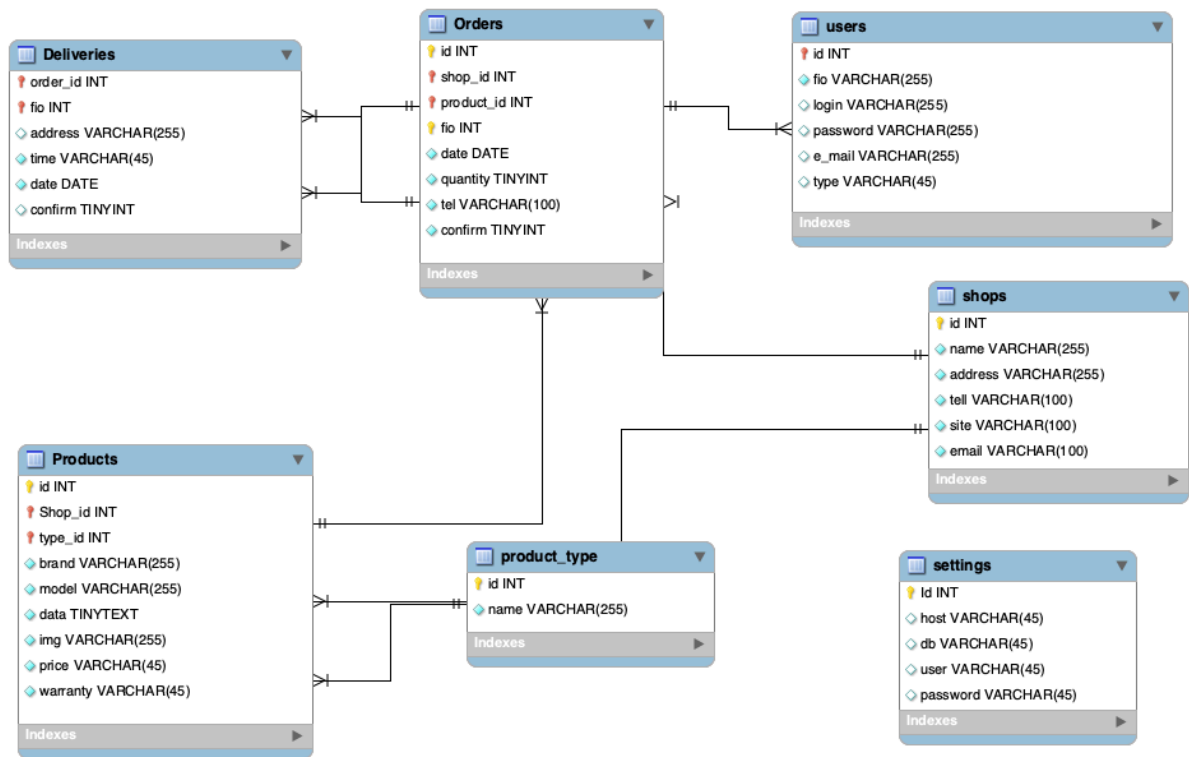 Deliveries
order_id INT
fio INT
address VARCHAR(255)
time VARCHAR(45)
date DATE
confirm TINYINT
Indexes
Orders
id INT
shop_id INT
product_id INT
fio INT
date DATE
quantity TINYINT
tel VARCHAR(100)
confirm TINYINT
Indexes
users
id INT
fio VARCHAR(255)
login VARCHAR(255)
password VARCHAR(255)
e_mail VARCHAR(255)
type VARCHAR(45)
Indexes
shops
id INT
name VARCHAR(255)
address VARCHAR(255)
tell VARCHAR(100)
site VARCHAR(100)
email VARCHAR(100)
Indexes
Products
id INT
Shop_id INT
type_id INT
brand VARCHAR(255)
model VARCHAR(255)
data TINYTEXT
img VARCHAR(255)
price VARCHAR(45)
warranty VARCHAR(45)
Indexes
product_type
id INT
name VARCHAR(255)
Indexes
settings
Id INT
host VARCHAR(45)
db VARCHAR(45)
user VARCHAR(45)
password VARCHAR(45)
Indexes